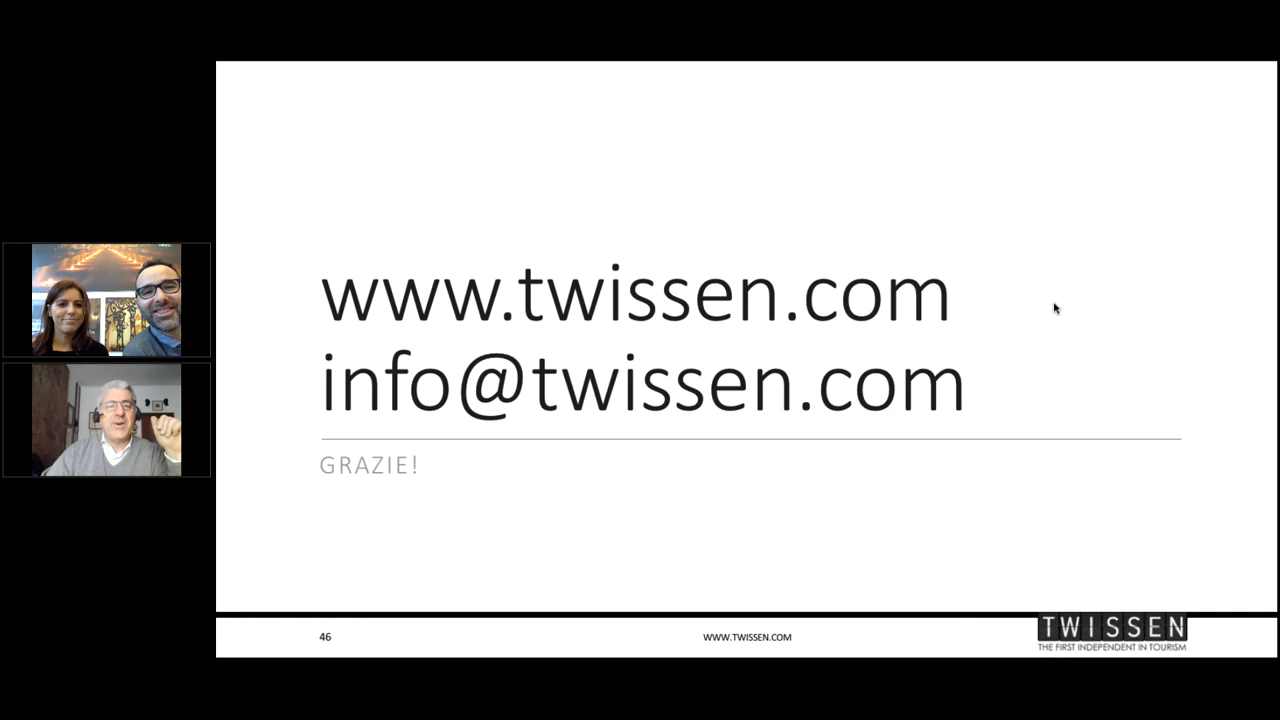 www.twissen.com
info@twissen.com
GRAZIE!
46
WWW.TWISSEN.COM
TWISSEN
THE FIRST INDEPENDENT IN TOURISM